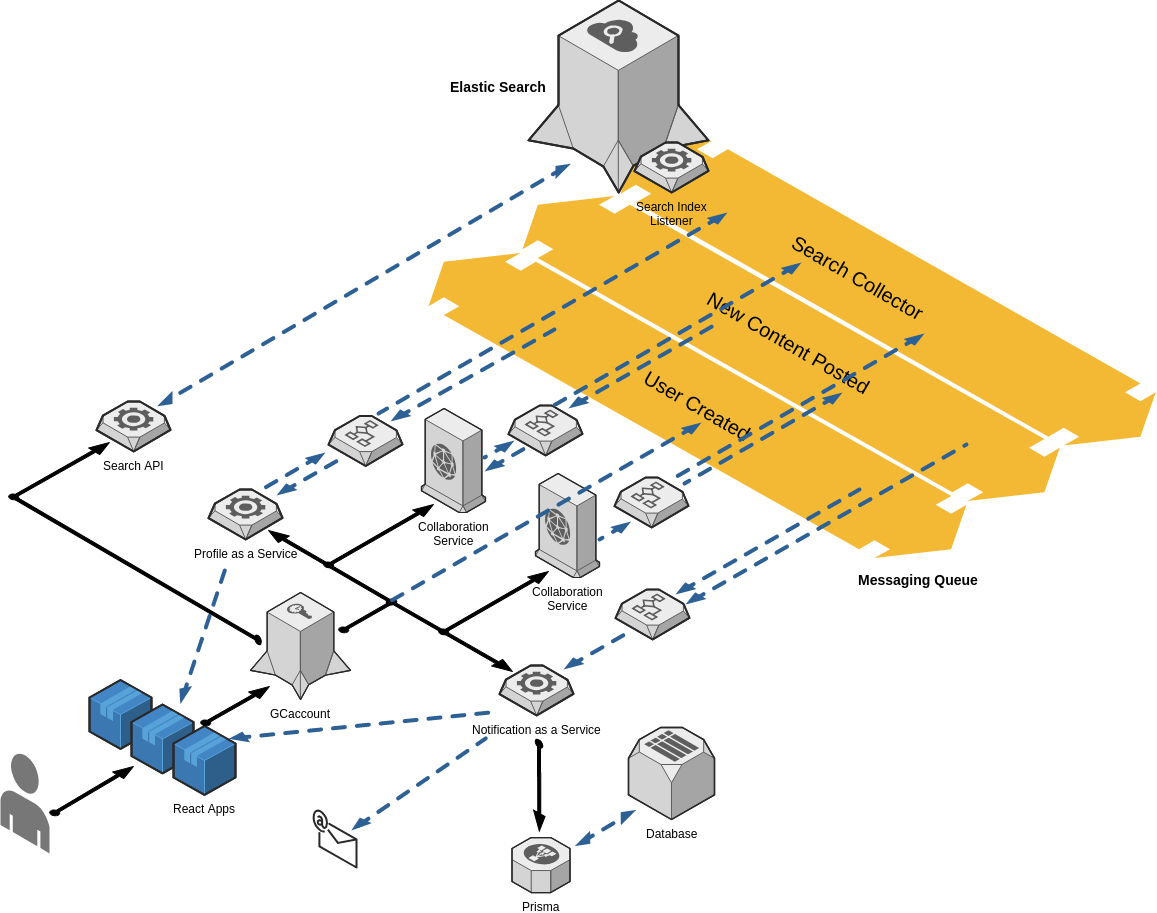 Elastic Search
Search Index
Listener
Search Collector
New Content Posted
User Created
Search API
Collaboration
Service
Profile as a Service
Collaboration
Service
Messaging Queue
GCaccount
Notification as a Service
React Apps
@
Database
Prisma